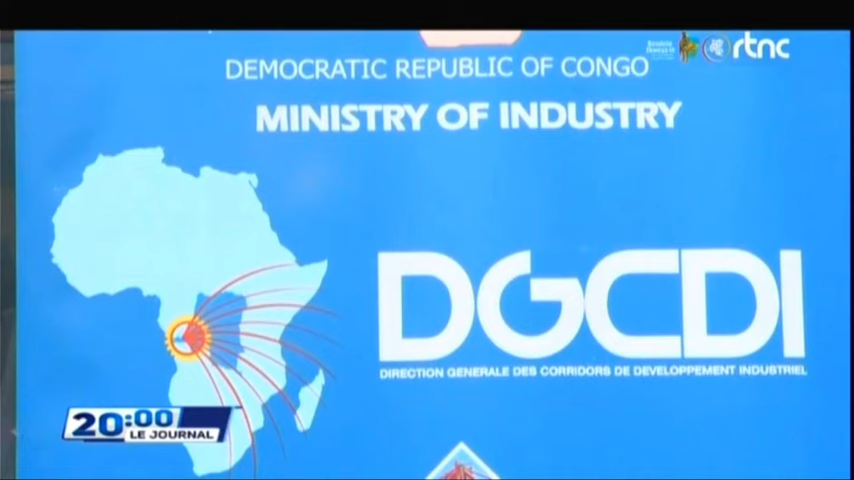 rtnc
DEMOCRATIC REPUBLIC OF CONGO
MINISTRY OF INDUSTRY
DGCDI
DIRECTION GENERALE DES CORRIDORS DE DEVELOPPEMENT INDUSTRIEL
20:00
LE JOURNAL